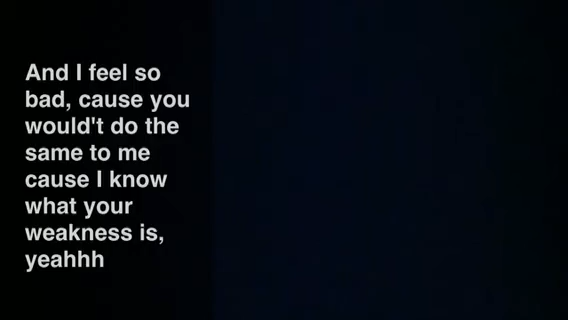 And I feel so
bad, cause you
would't do the
same to me
cause I know
what your
weakness is,
yeahhh